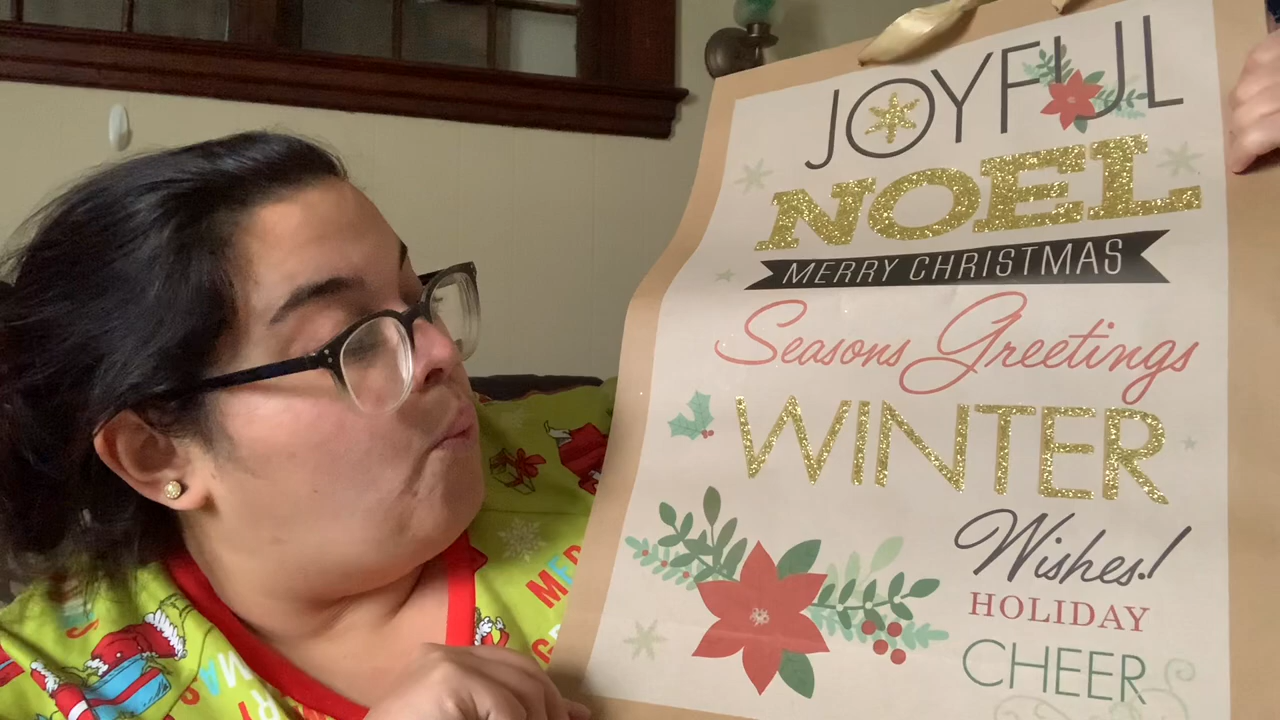 JOYFUL
NOEL
MERRY CHRISTMAS
Seasons Greetings
WINTER
Wishes!
HOLIDAY
CHEER